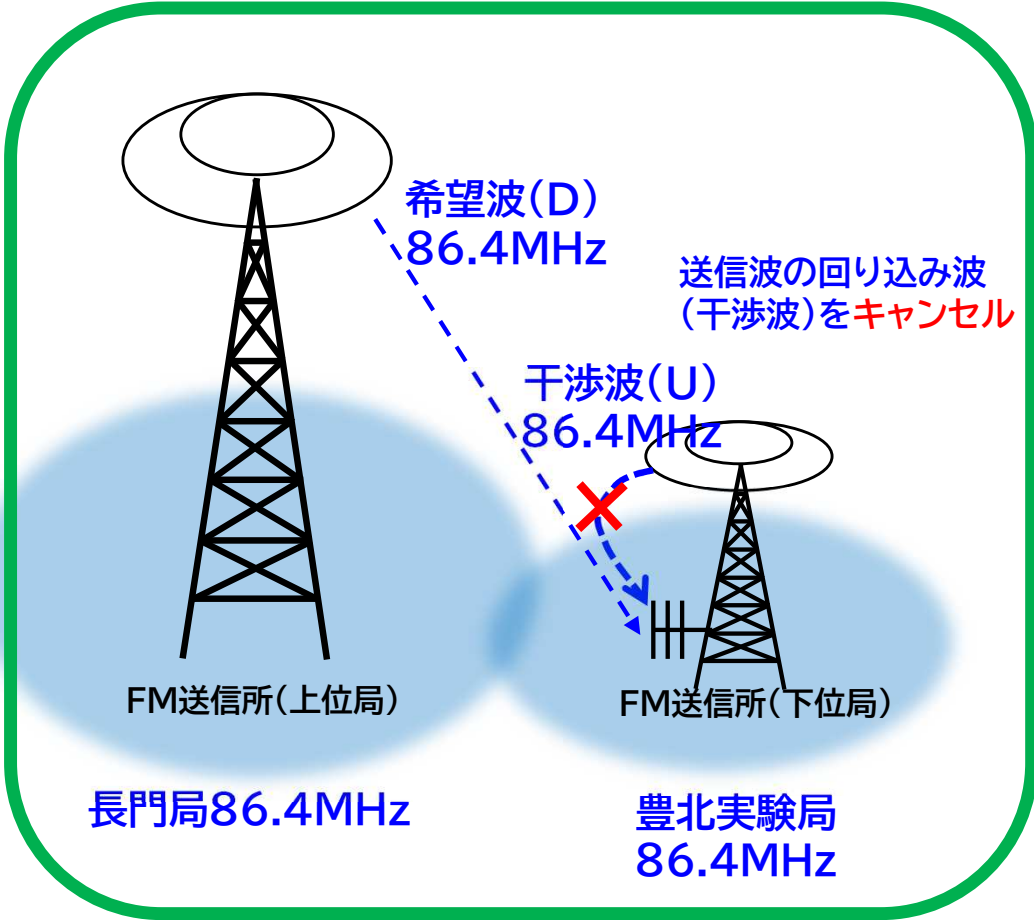 希望波(D)
86.4MHz
送信波の回り込み波
(干渉波)をキャンセル
干渉波(U)
86.4MHz
FM送信所(上位局)
FM送信所(下位局)
長門局86.4MHz
豊北実験局
86.4MHz